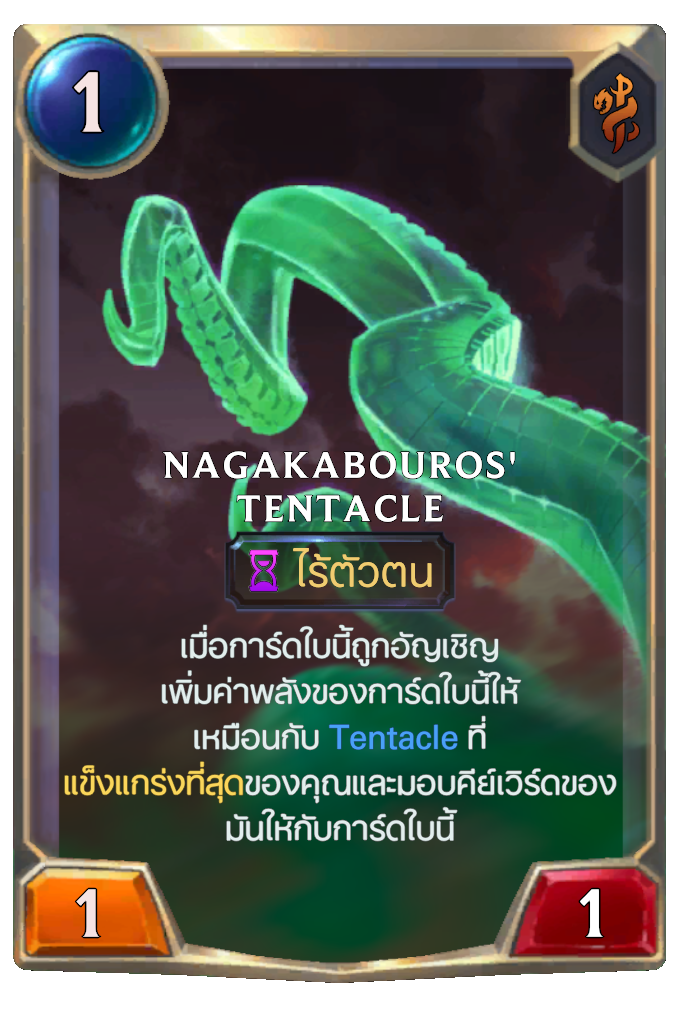 1
NAGAKABOUROS'
TENTACLE
ไร้ตัวตน
เมื่อการ์ดใบนี้ถูกอัญเชิญ
เพิ่มค่าพลังของการ์ดใบนี้ให้
เหมือนกับ Tentacle ที่
แข็งแกร่งที่สุดของคุณและมอบคีย์เวิร์ดของ
มันให้กับการ์ดใบนี้
1
1